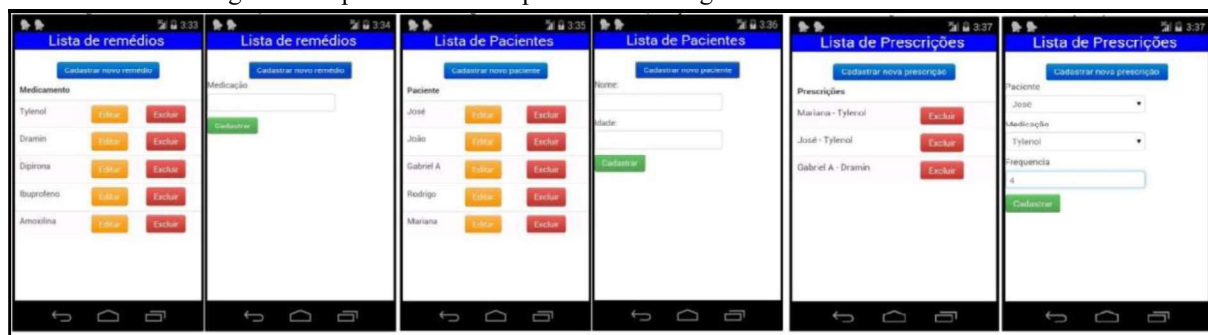 3:33
Lista de remédios
Cadastrar novo remédio
Medicamento
Tylenol Editar Excluir
Dramin Editar Excluir
Dipirona Editar Excluir
Ibuprofeno Editar Excluir
Amoxilina Editar Excluir
3:34
Lista de remédios
Cadastrar novo remédio
Medicação
Cadastrar
3:35
Lista de Pacientes
Cadastrar novo paciente
Paciente
José Editar Excluir
João Editar Excluir
Gabriel A Editar Excluir
Rodrigo Editar Excluir
Mariana Editar Excluir
3:36
Lista de Pacientes
Cadastrar novo paciente
Nome:
Idade:
Cadastrar
3:37
Lista de Prescrições
Cadastrar nova prescrição
Prescrições
Mariana - Tylenol Excluir
José - Tylenol Excluir
Gabriel A - Dramin Excluir
3:37
Lista de Prescrições
Cadastrar nova prescrição
Paciente
José
Medicação
Tylenol
Frequencia
4
Cadastrar